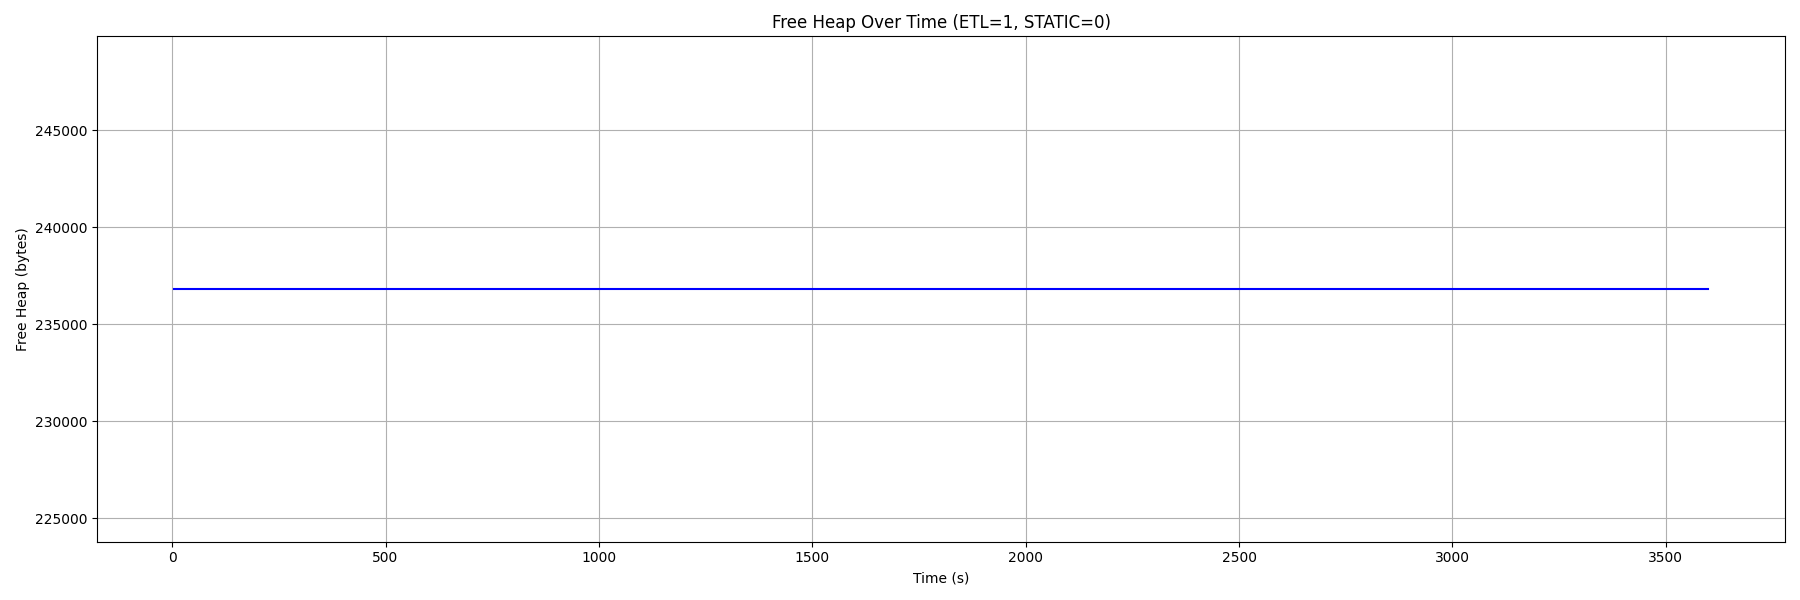 Free Heap Over Time (ETL=1, STATIC=0)
245000
240000
235000
230000
225000
Free Heap (bytes)
0 500 1000 1500 2000 2500 3000 3500
Time (s)